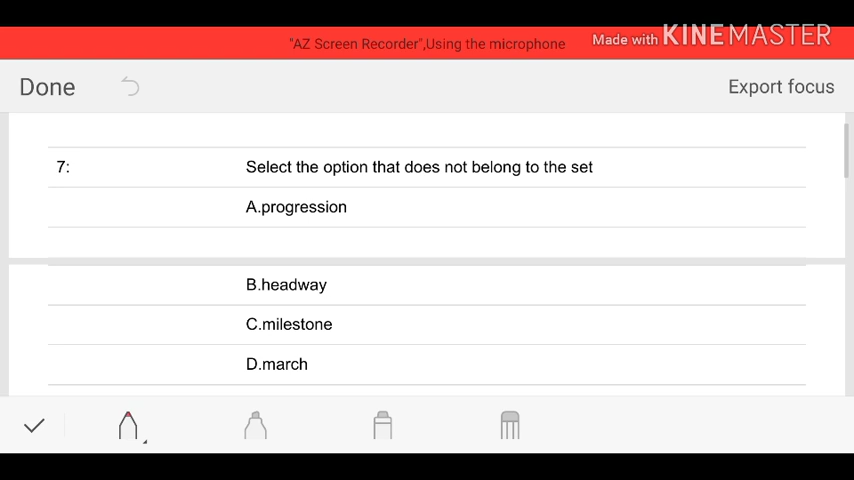 "AZ Screen Recorder",Using the microphone
Made with KINEMASTER
Done
Export focus
7: Select the option that does not belong to the set
A.progression
B.headway
C.milestone
D.march